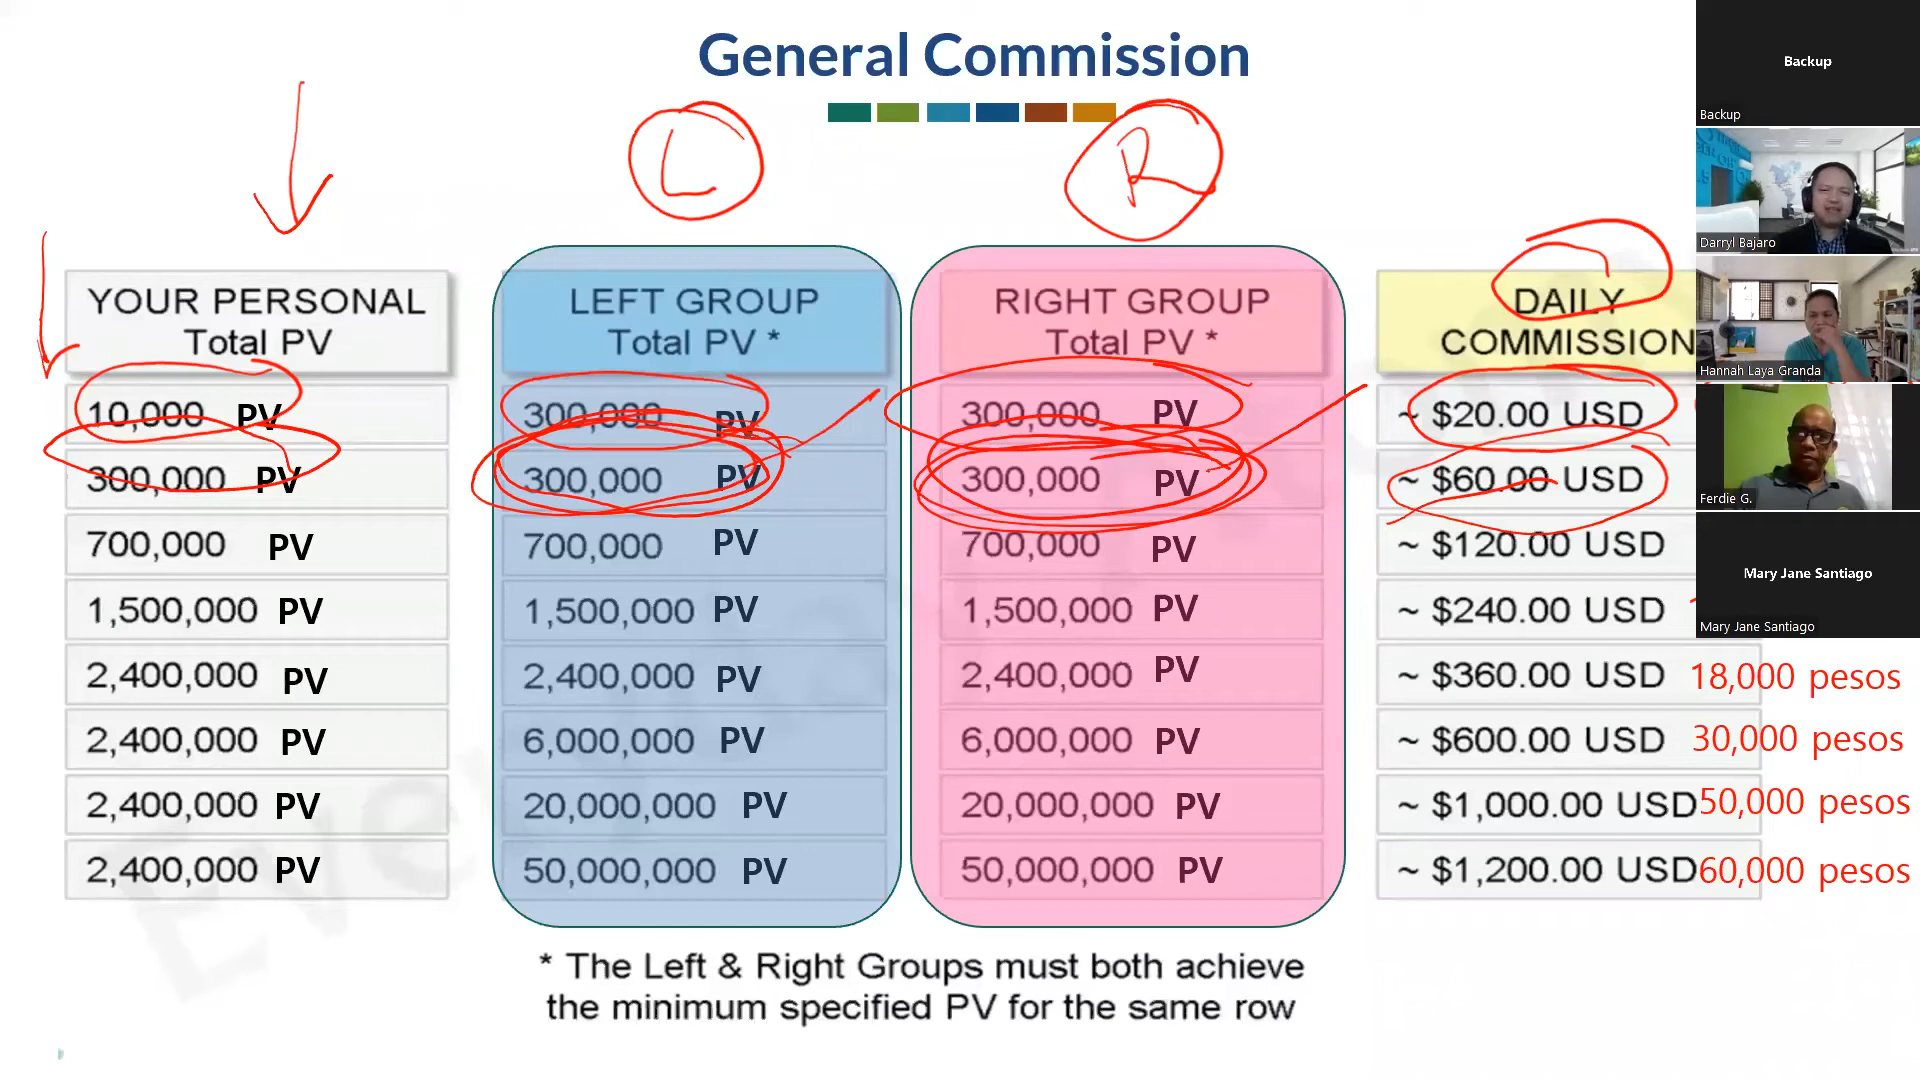 General Commission
L
R
YOUR PERSONAL
Total PV
LEFT GROUP
Total PV *
RIGHT GROUP
Total PV *
DAILY
COMMISSION
10,000 PV 300,000 PV 300,000 PV ~ $20.00 USD
300,000 PV 300,000 PV 300,000 PV ~ $60.00 USD
700,000 PV 700,000 PV 700,000 PV ~ $120.00 USD
1,500,000 PV 1,500,000 PV 1,500,000 PV ~ $240.00 USD
2,400,000 PV 2,400,000 PV 2,400,000 PV ~ $360.00 USD 18,000 pesos
2,400,000 PV 6,000,000 PV 6,000,000 PV ~ $600.00 USD 30,000 pesos
2,400,000 PV 20,000,000 PV 20,000,000 PV ~ $1,000.00 USD 50,000 pesos
2,400,000 PV 50,000,000 PV 50,000,000 PV ~ $1,200.00 USD 60,000 pesos
* The Left & Right Groups must both achieve
the minimum specified PV for the same row
Backup
Backup
Darryl Bajaro
Hannah Laya Granda
Ferdie G.
Mary Jane Santiago
Mary Jane Santiago